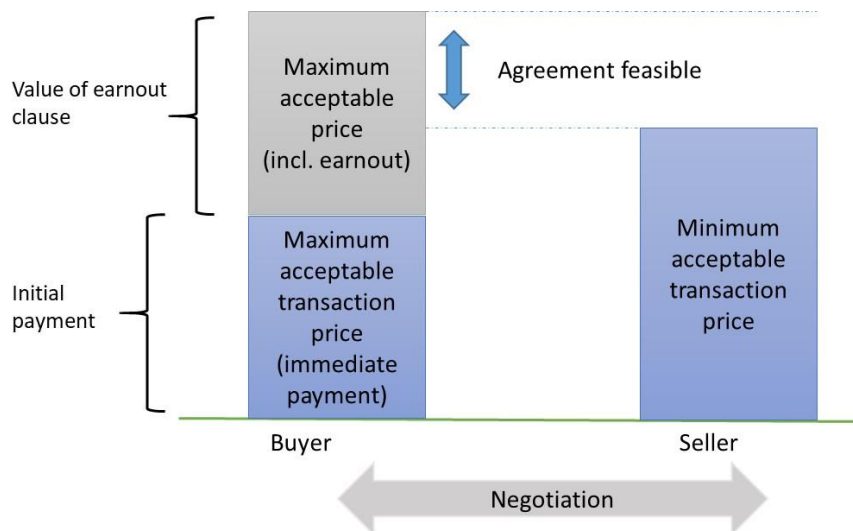 Value of earnout
clause
Maximum
acceptable
price
(incl. earnout)
Agreement feasible
Initial
payment
Maximum
acceptable
transaction
price
(immediate
payment)
Minimum
acceptable
transaction
price
Buyer
Seller
Negotiation